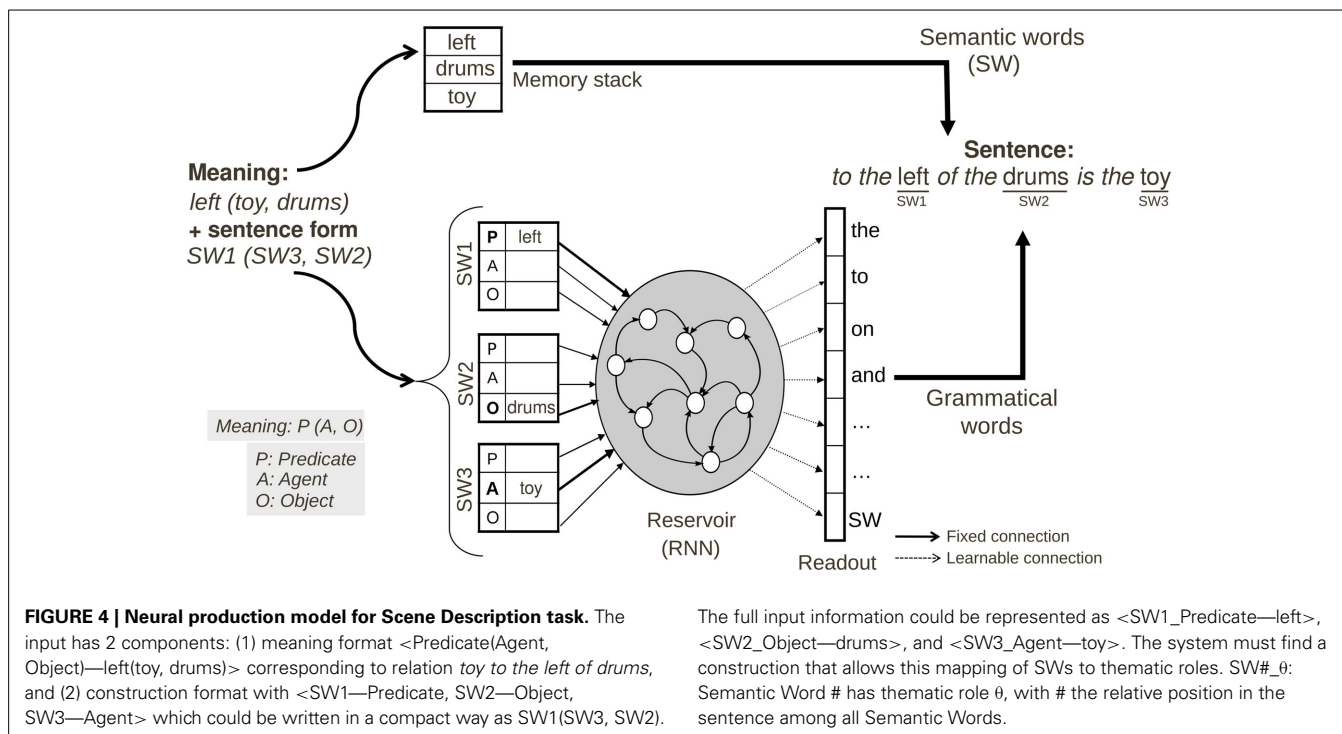 left
drums
toy
Memory stack
Semantic words
(SW)
Meaning:
left (toy, drums)
+ sentence form
SW1 (SW3, SW2)
Sentence:
to the left of the drums is the toy
SW1 SW2 SW3
SW1
P left
A
O
SW2
P
A
O drums
SW3
P
A toy
O
Meaning: P (A, O)
P: Predicate
A: Agent
O: Object
Reservoir
(RNN)
the
to
on
and
...
...
SW
Readout
Grammatical
words
Fixed connection
Learnable connection
FIGURE 4 | Neural production model for Scene Description task. The
input has 2 components: (1) meaning format <Predicate(Agent,
Object)—left(toy, drums)> corresponding to relation toy to the left of drums,
and (2) construction format with <SW1—Predicate, SW2—Object,
SW3—Agent> which could be written in a compact way as SW1(SW3, SW2).
The full input information could be represented as <SW1_Predicate—left>,
<SW2_Object—drums>, and <SW3_Agent—toy>. The system must find a
construction that allows this mapping of SWs to thematic roles. SW#_θ:
Semantic Word # has thematic role θ, with # the relative position in the
sentence among all Semantic Words.